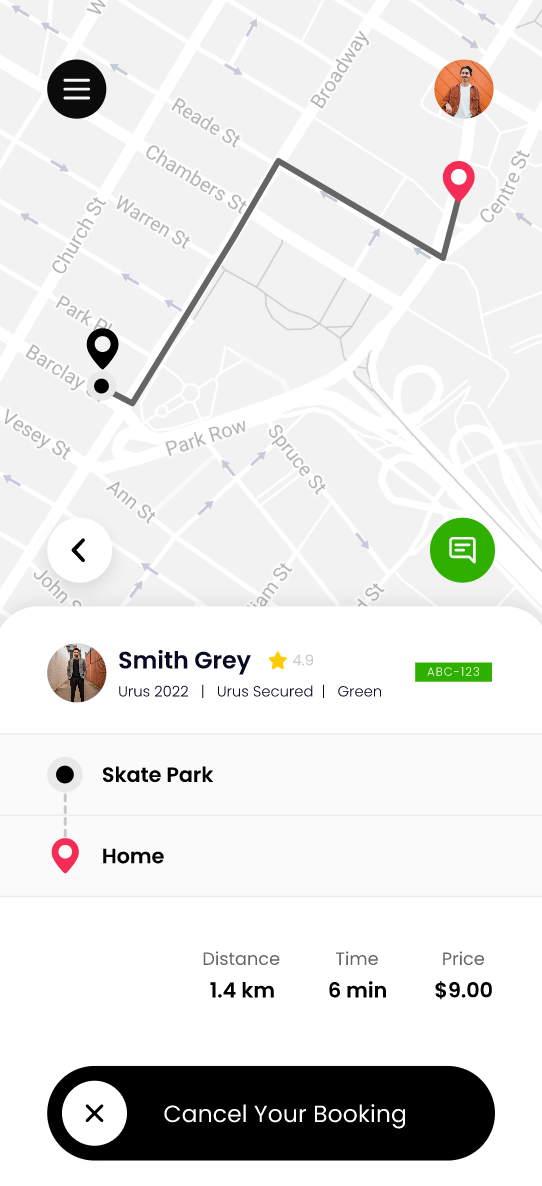 W
Broadway
Reade St
Chambers St
Centre St
Warren St
Church St
Park Pl
Barclay
Vesey St
Park Row
Spruce St
Ann St
John S
iam St
d St
Smith Grey 4.9
ABC-123
Urus 2022 | Urus Secured | Green
Skate Park
Home
Distance Time Price
1.4 km 6 min $9.00
Cancel Your Booking